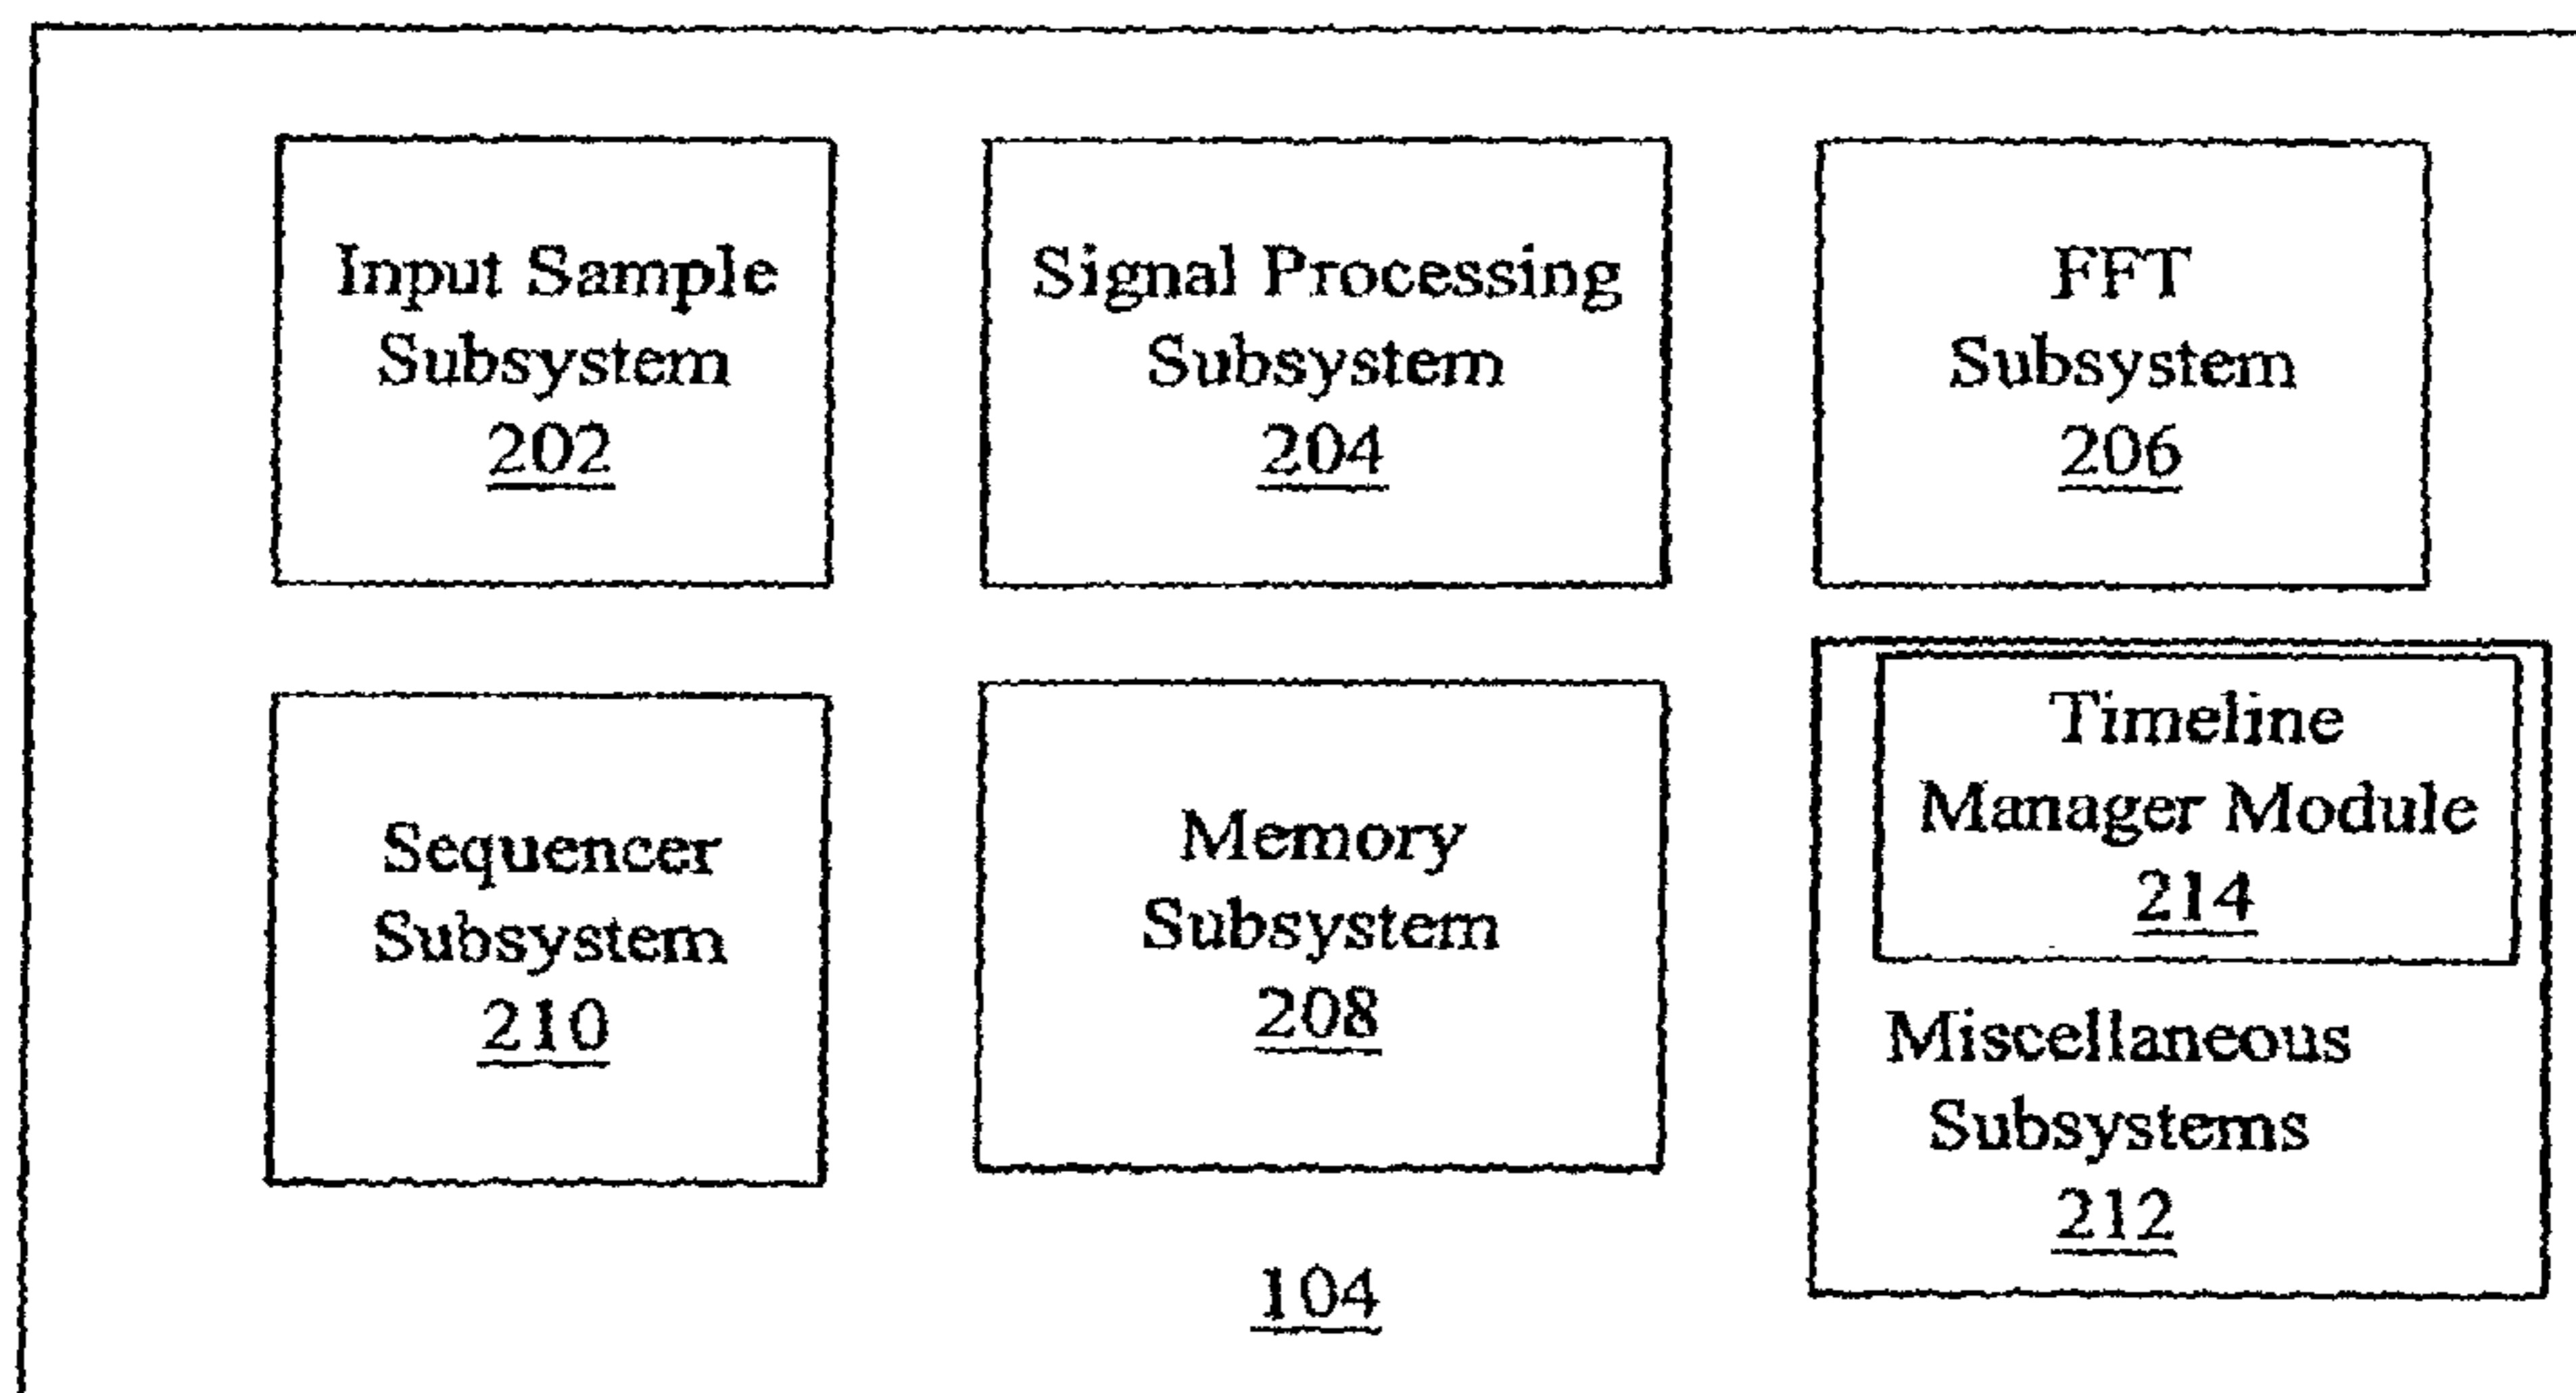 Input Sample
Subsystem
202
Signal Processing
Subsystem
204
FFT
Subsystem
206
Sequencer
Subsystem
210
Memory
Subsystem
208
Timeline
Manager Module
214
Miscellaneous
Subsystems
212
104